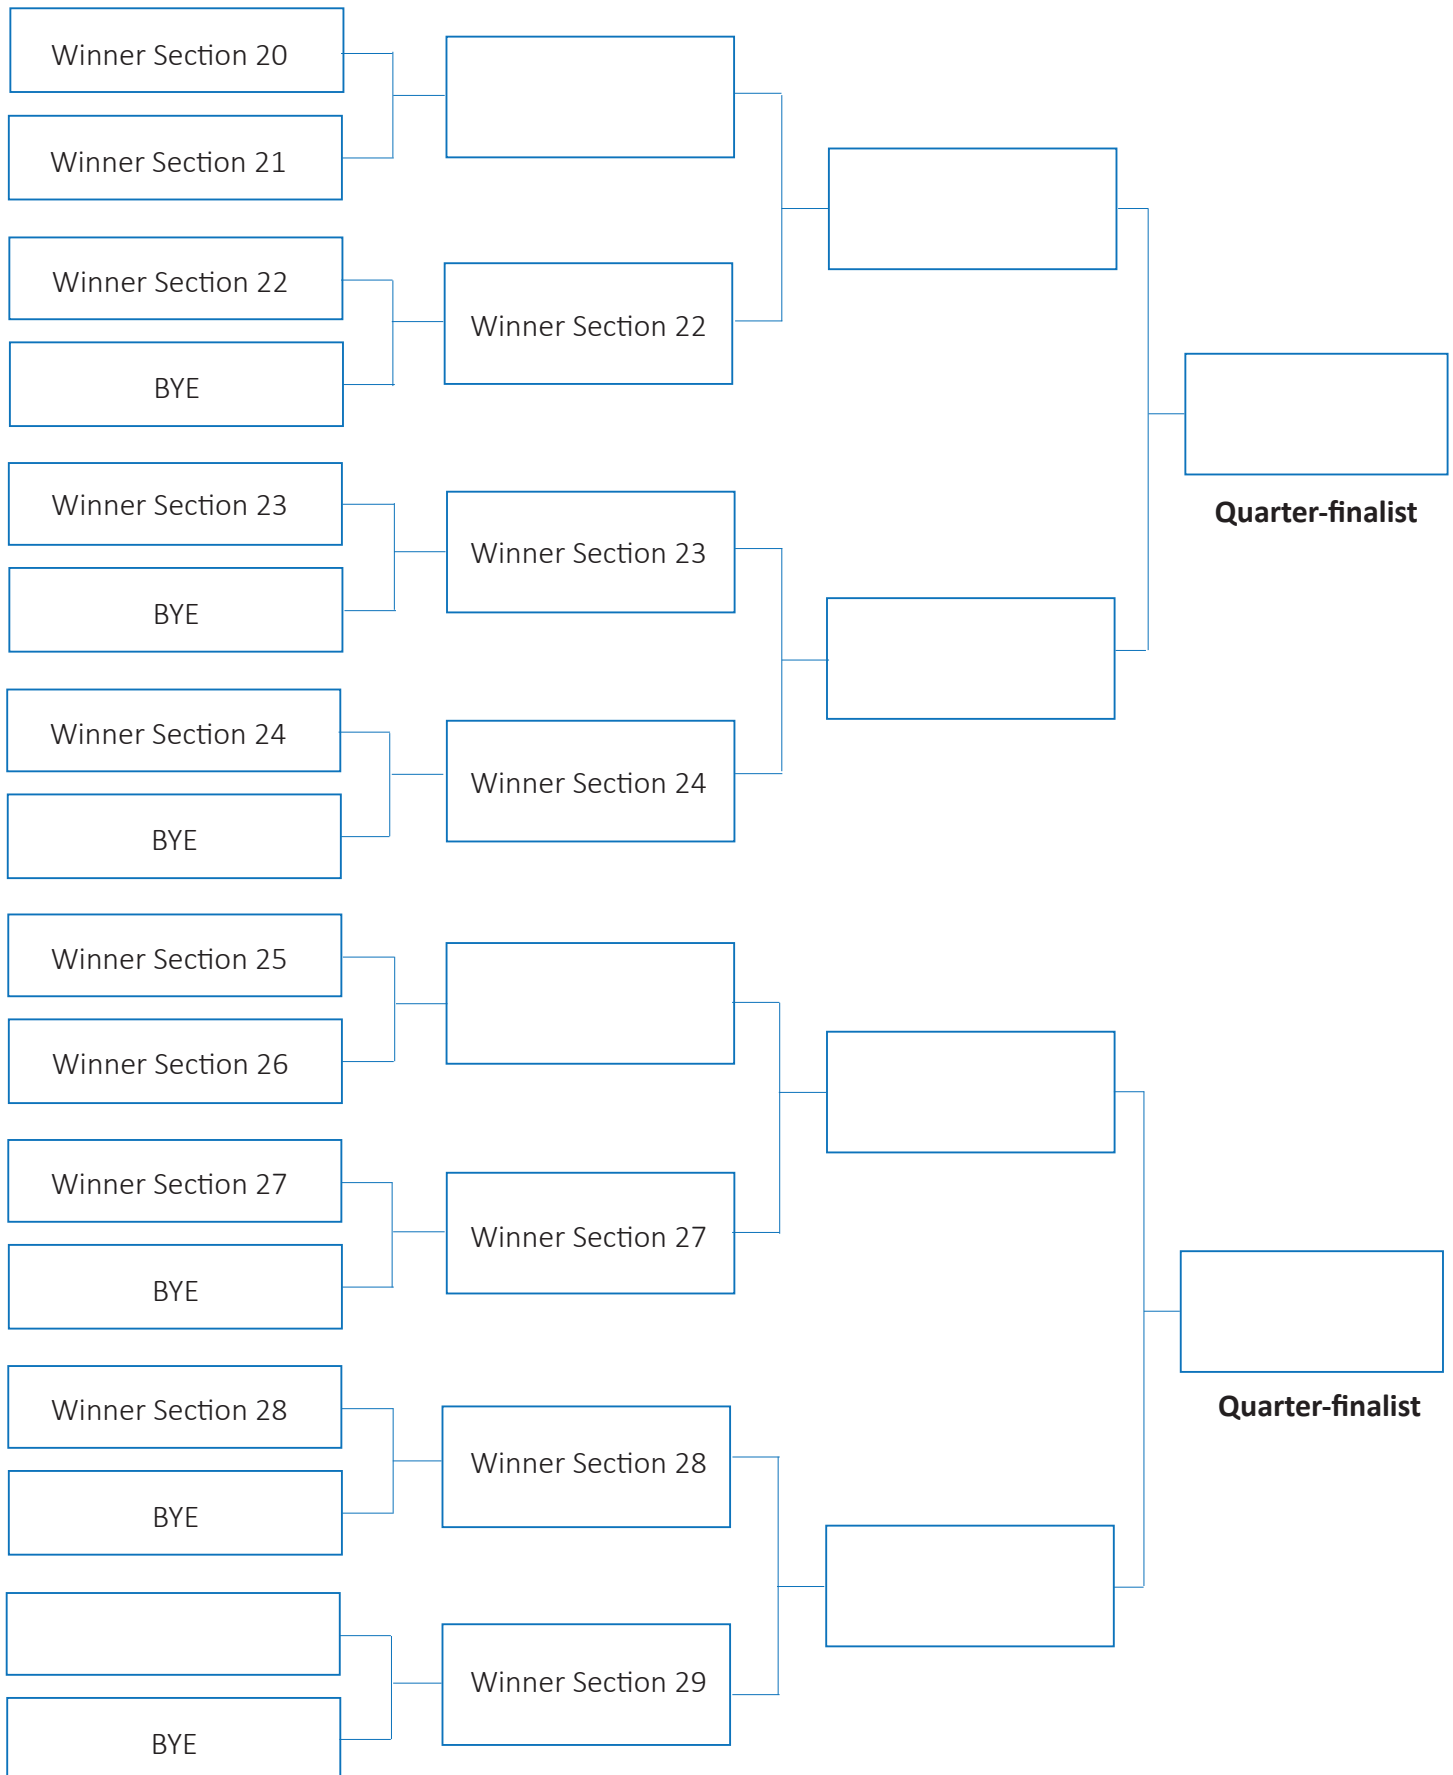 Winner Section 20
Winner Section 21
Winner Section 22
BYE
Winner Section 22
Winner Section 23
BYE
Winner Section 23
Quarter-finalist
Winner Section 24
BYE
Winner Section 24
Winner Section 25
Winner Section 26
Winner Section 27
BYE
Winner Section 27
Winner Section 28
BYE
Winner Section 28
Quarter-finalist
BYE
Winner Section 29